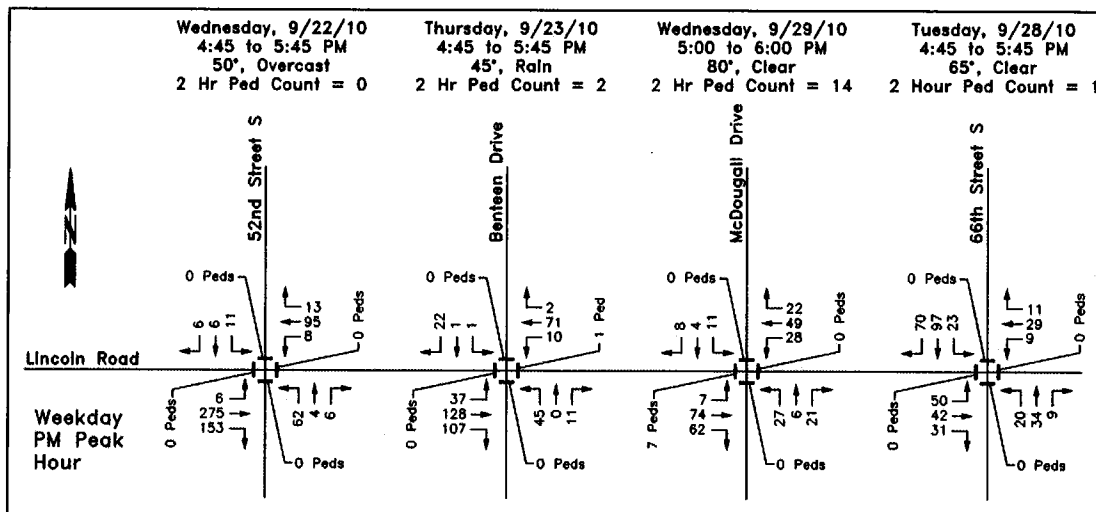 Wednesday, 9/22/10
4:45 to 5:45 PM
50°, Overcast
2 Hr Ped Count = 0
Thursday, 9/23/10
4:45 to 5:45 PM
45°, Rain
2 Hr Ped Count = 2
Wednesday, 9/29/10
5:00 to 6:00 PM
80°, Clear
2 Hr Ped Count = 14
Tuesday, 9/28/10
4:45 to 5:45 PM
65°, Clear
2 Hour Ped Count = 1
N
Lincoln Road
Weekday
PM Peak
Hour
52nd Street S
0 Peds
6 6 11
13
95
8
0 Peds
6
275
153
62 4 6
0 Peds
0 Peds
Benteen Drive
0 Peds
22 1 1
2
71
10
1 Ped
37
128
107
45 0 11
0 Peds
0 Peds
McDougall Drive
0 Peds
8 4 11
22
49
28
0 Peds
7
74
62
27 6 21
7 Peds
0 Peds
66th Street S
0 Peds
70 97 23
11
29
9
0 Peds
50
42
31
20 34 9
0 Peds
0 Peds